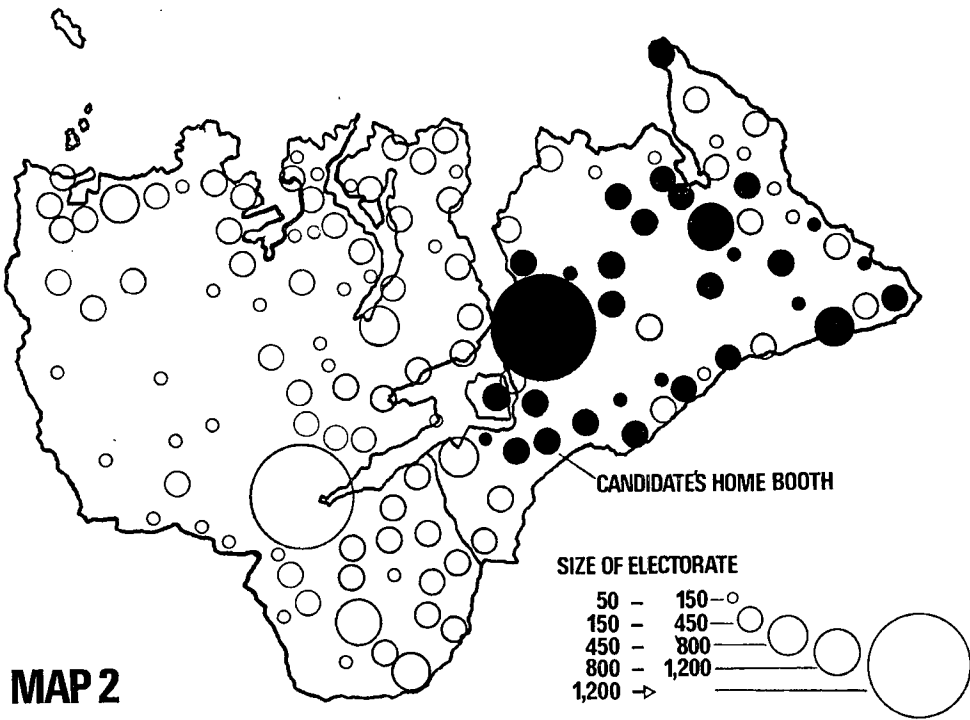 CANDIDATE'S HOME BOOTH
SIZE OF ELECTORATE
50 – 150
150 – 450
450 – 800
800 – 1,200
1,200 →
MAP 2